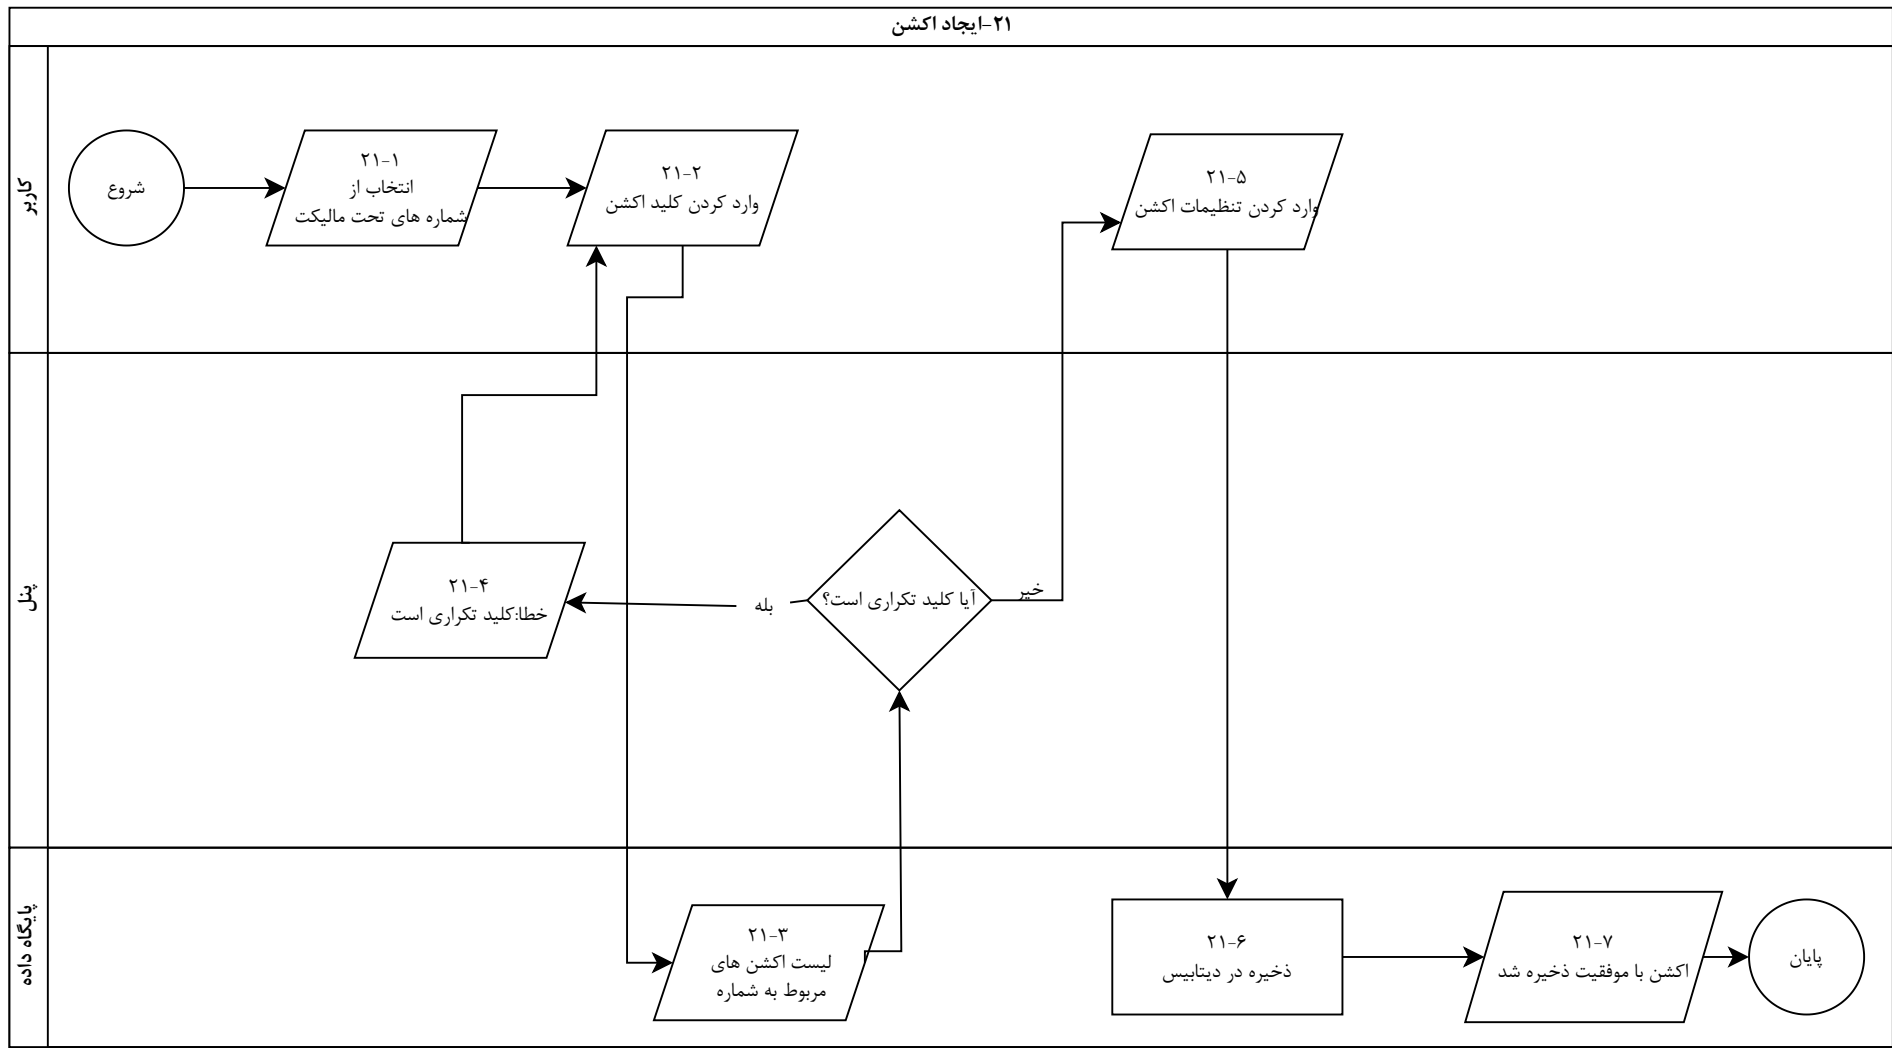 ۲۱-ایجاد اکشن
کاربر
شروع
۲۱-۱
انتخاب از
شماره های تحت مالیکت
۲۱-۲
وارد کردن کلید اکشن
۲۱-۵
وارد کردن تنظیمات اکشن
پنل
۲۱-۴
خطا:کلید تکراری است
بله
آیا کلید تکراری است؟
خیر
پایگاه داده
۲۱-۳
لیست اکشن های
مربوط به شماره
۲۱-۶
ذخیره در دیتابیس
۲۱-۷
اکشن با موفقیت ذخیره شد
پایان